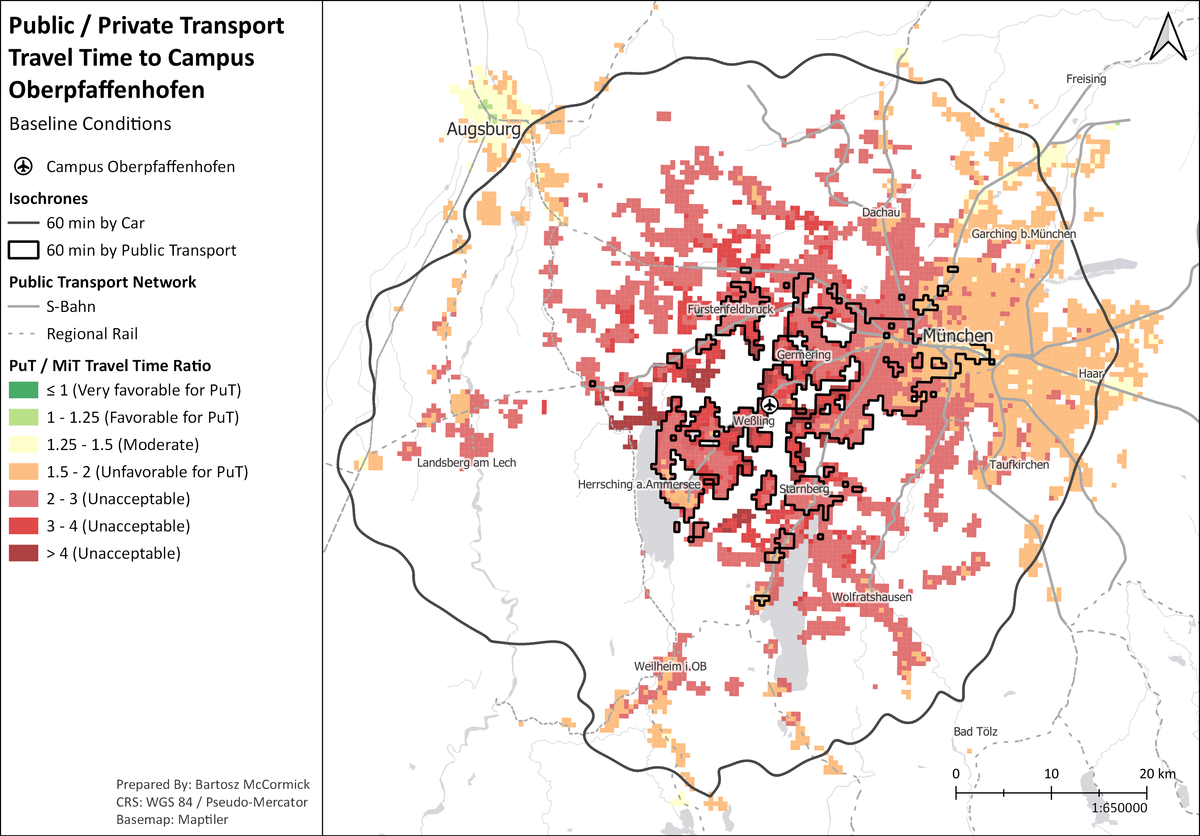 Public / Private Transport
Travel Time to Campus
Oberpfaffenhofen
Baseline Conditions
Campus Oberpfaffenhofen
Isochrones
60 min by Car
60 min by Public Transport
Public Transport Network
S-Bahn
Regional Rail
PuT / MiT Travel Time Ratio
≤ 1 (Very favorable for PuT)
1 - 1.25 (Favorable for PuT)
1.25 - 1.5 (Moderate)
1.5 - 2 (Unfavorable for PuT)
2 - 3 (Unacceptable)
3 - 4 (Unacceptable)
> 4 (Unacceptable)
Prepared By: Bartosz McCormick
CRS: WGS 84 / Pseudo-Mercator
Basemap: Maptiler
Freising
Augsburg
Dachau
Garching b.München
Fürstenfeldbruck
München
Germering
Haar
Weßling
Landsberg am Lech
Taufkirchen
Herrsching a.Ammersee
Starnberg
Wolfratshausen
Weilheim i.OB
Bad Tölz
0 10 20 km
1:650000